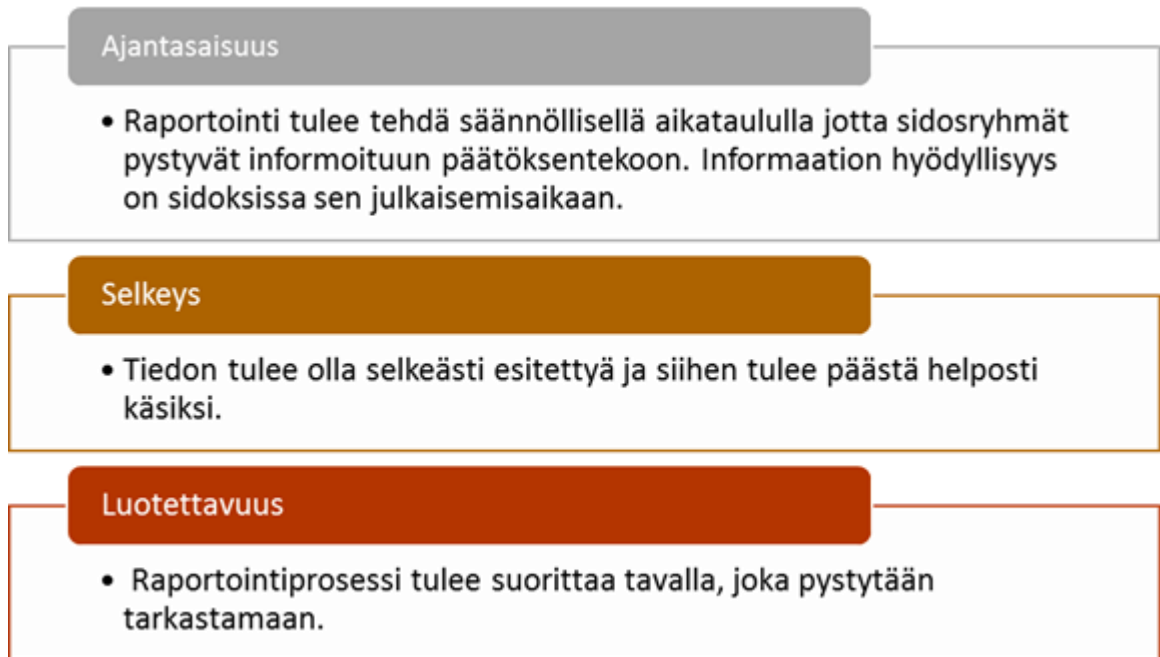 Ajantasaisuus
• Raportointi tulee tehdä säännöllisellä aikataululla jotta sidosryhmät
pystyvät informoituun päätöksentekoon. Informaation hyödyllisyys
on sidoksissa sen julkaisemisaikaan.
Selkeys
• Tiedon tulee olla selkeästi esitettyä ja siihen tulee päästä helposti
käsiksi.
Luotettavuus
• Raportointiprosessi tulee suorittaa tavalla, joka pystytään
tarkastamaan.